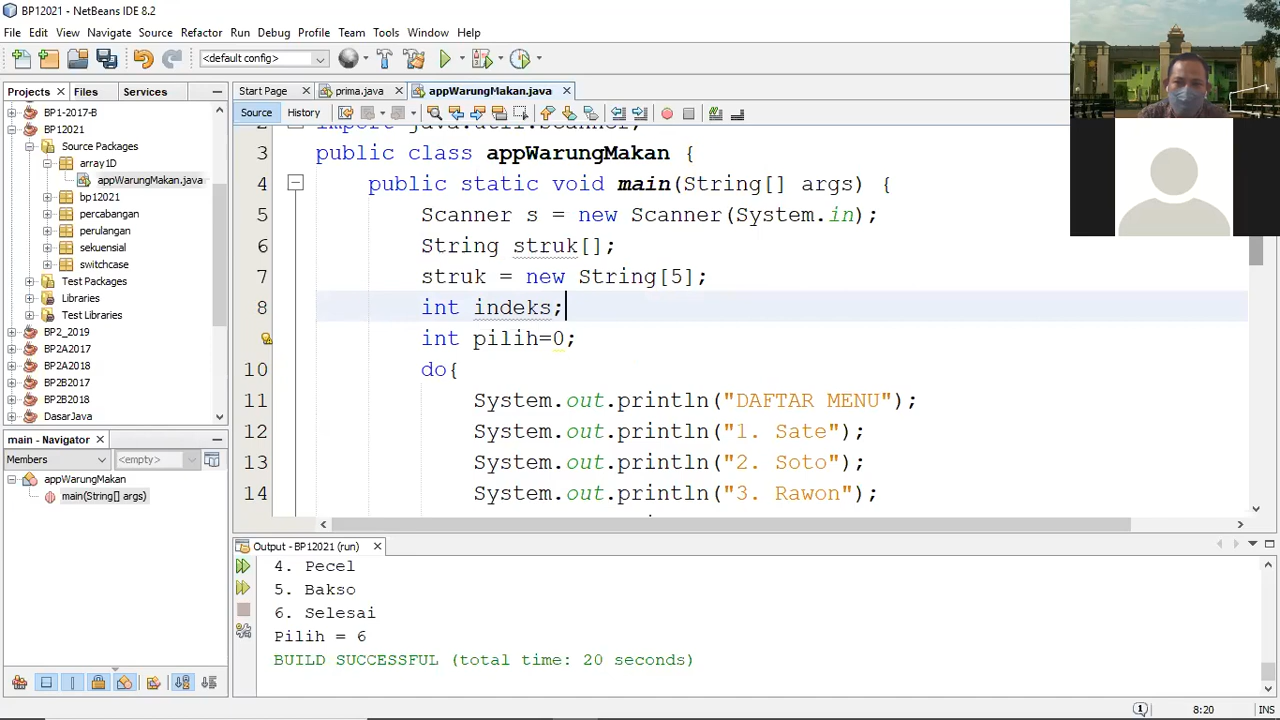 BP12021 - NetBeans IDE 8.2
File Edit View Navigate Source Refactor Run Debug Profile Team Tools Window Help
<default config>
Projects Files Services
Start Page prima.java appWarungMakan.java
Source History
BP1-2017-B
BP12021
Source Packages
array1D
appWarungMakan.java
bp12021
percabangan
perulangan
sekuensial
switchcase
Test Packages
Libraries
Test Libraries
BP2_2019
BP2A2017
BP2A2018
BP2B2017
BP2B2018
DasarJava
main - Navigator
Members <empty>
appWarungMakan
main(String[] args)
2 import java.util.Scanner;
3 public class appWarungMakan {
4 public static void main(String[] args) {
5 Scanner s = new Scanner(System.in);
6 String struk[];
7 struk = new String[5];
8 int indeks;
int pilih=0;
10 do{
11 System.out.println("DAFTAR MENU");
12 System.out.println("1. Sate");
13 System.out.println("2. Soto");
14 System.out.println("3. Rawon");
Output - BP12021 (run)
4. Pecel
5. Bakso
6. Selesai
Pilih = 6
BUILD SUCCESSFUL (total time: 20 seconds)
1 8:20 INS